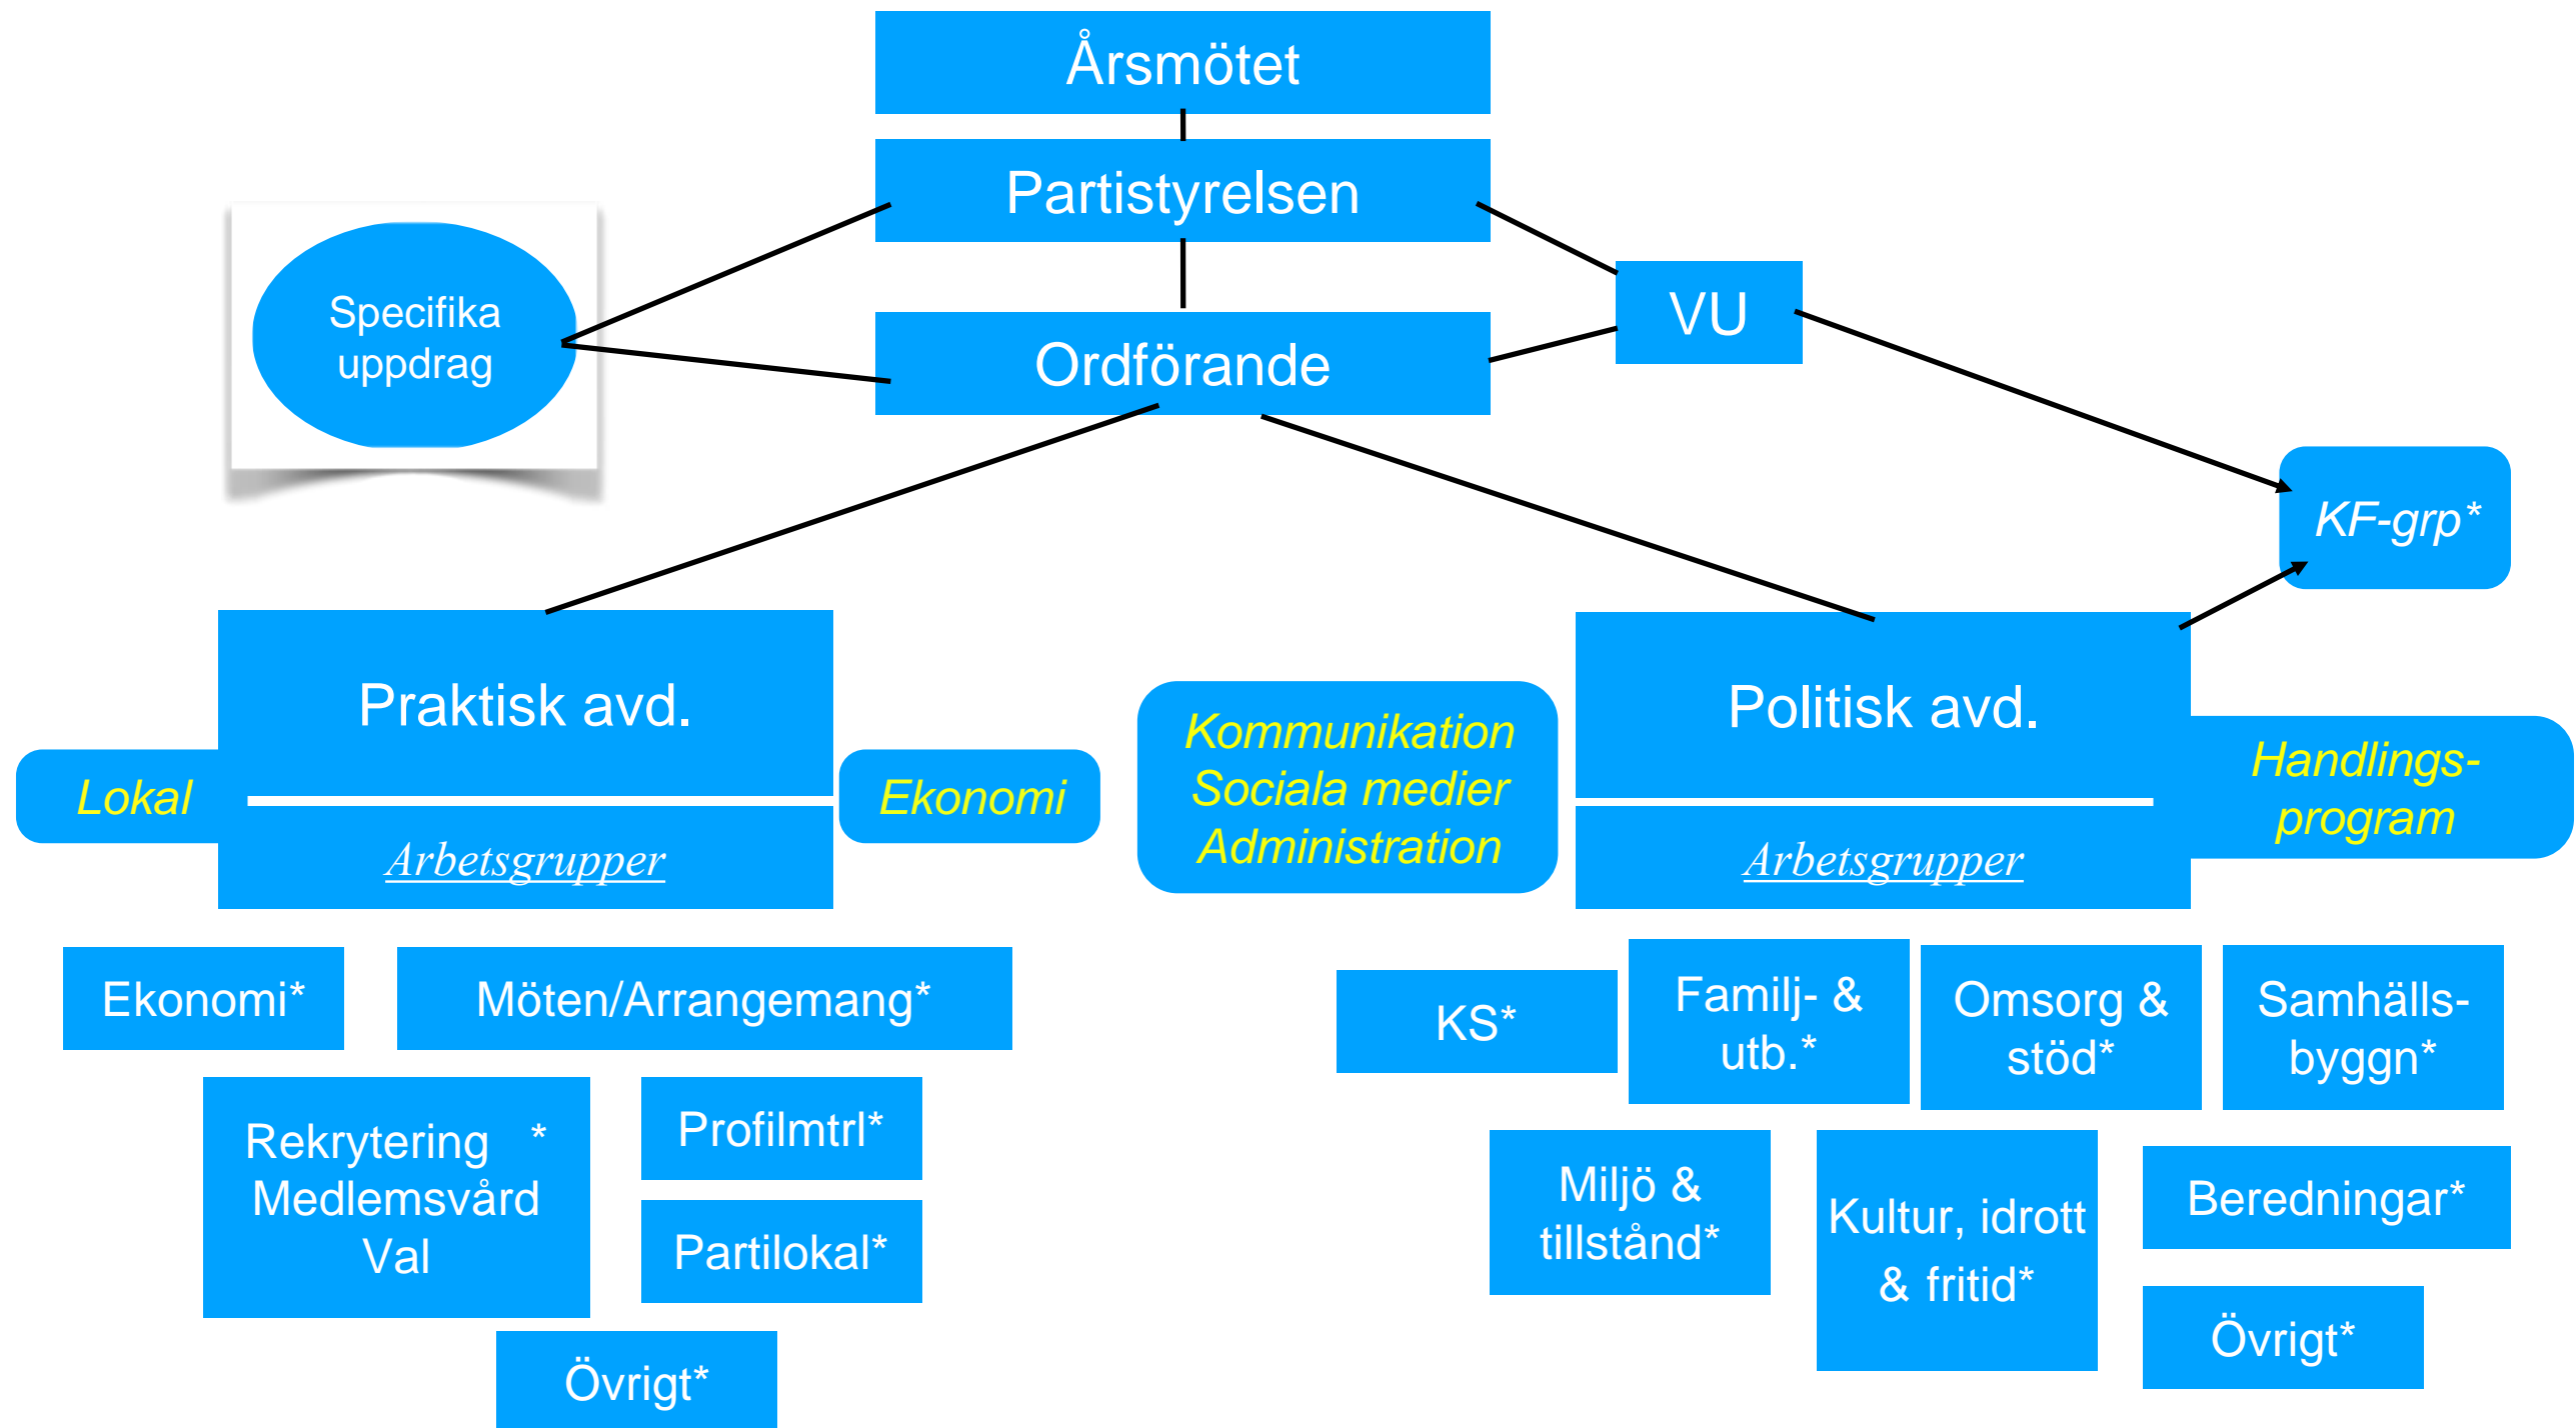 Årsmötet
Partistyrelsen
Specifika
uppdrag
VU
Ordförande
KF-grp*
Praktisk avd.
Politisk avd.
Lokal
Ekonomi
Kommunikation
Sociala medier
Administration
Handlings-
program
Arbetsgrupper
Arbetsgrupper
Ekonomi*
Möten/Arrangemang*
Rekrytering *
Medlemsvård
Val
Profilmtrl*
Partilokal*
Övrigt*
KS*
Familj- &
utb.*
Omsorg &
stöd*
Samhälls-
byggn*
Miljö &
tillstånd*
Kultur, idrott
& fritid*
Beredningar*
Övrigt*